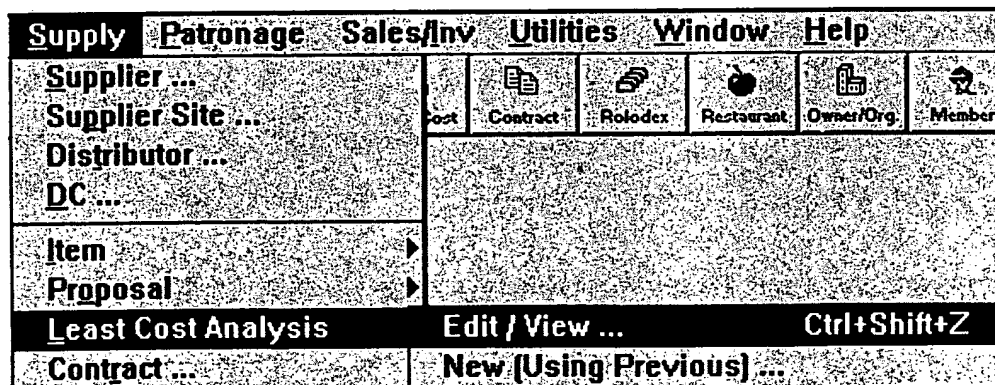 Supply Patronage Sales/Inv Utilities Window Help
Supplier ...
Supplier Site ...
Distributor ...
DC ...
Item
Proposal
Least Cost Analysis
Contract ...
Cost Contract Rolodex Restaurant Owner/Org. Member
Edit / View ... Ctrl+Shift+Z
New (Using Previous) ...